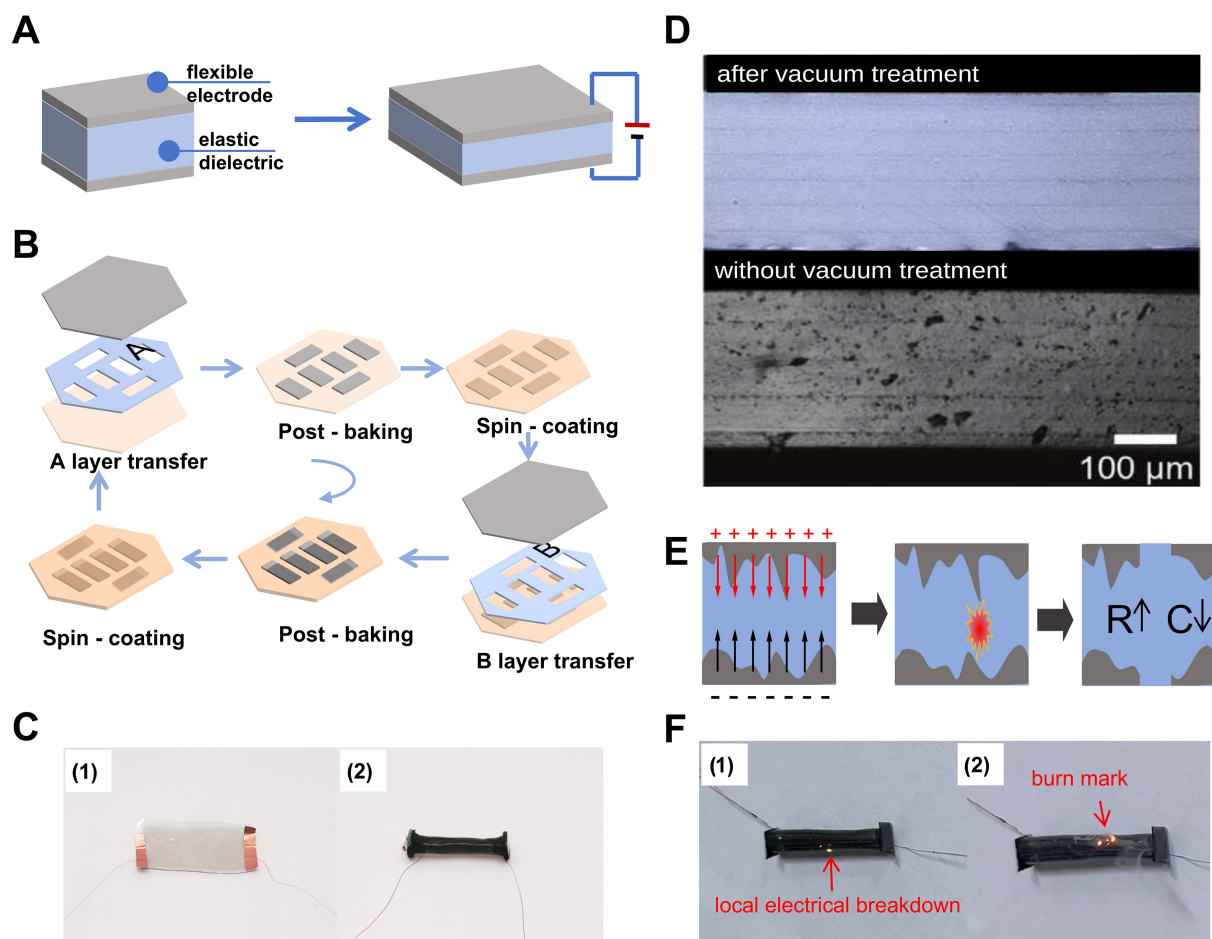 A
flexible
electrode
elastic
dielectric
B
A
A layer transfer
Post - baking
Spin - coating
Spin - coating
Post - baking
B
B layer transfer
C
(1)
(2)
D
after vacuum treatment
without vacuum treatment
100 µm
E
+ + + + + + +
- - - - - - -
R↑ C↓
F
(1)
local electrical breakdown
(2)
burn mark